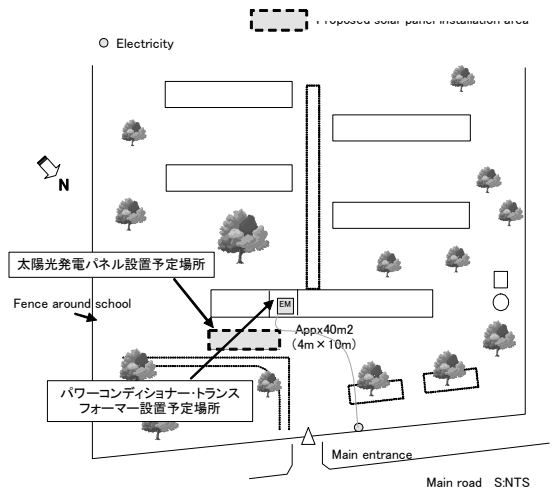 Proposed solar panel installation area
Electricity
N
太陽光発電パネル設置予定場所
EM
Fence around school
Appx40m2
(4m×10m)
パワーコンディショナー・トランス
フォーマー設置予定場所
Main entrance
Main road S:NTS